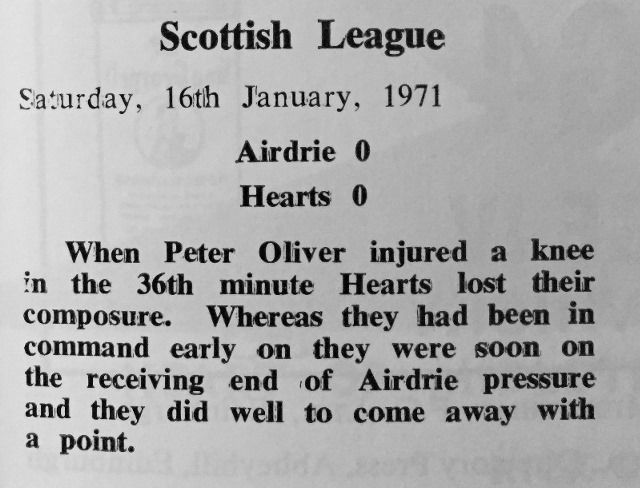 Scottish League
Saturday, 16th January, 1971
Airdrie 0
Hearts 0
When Peter Oliver injured a knee
in the 36th minute Hearts lost their
composure. Whereas they had been in
command early on they were soon on
the receiving end of Airdrie pressure
and they did well to come away with
a point.